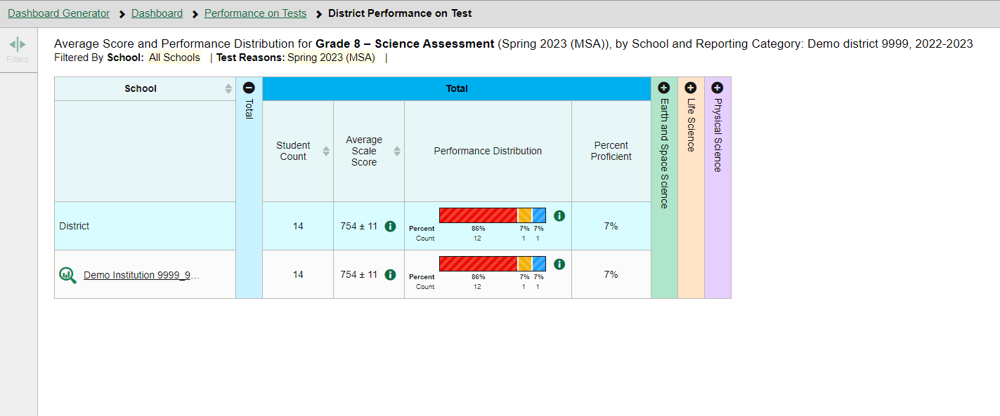 Dashboard Generator Dashboard Performance on Tests District Performance on Test
Filters
Average Score and Performance Distribution for Grade 8 – Science Assessment (Spring 2023 (MSA)), by School and Reporting Category: Demo district 9999, 2022-2023
Filtered By School: All Schools | Test Reasons: Spring 2023 (MSA) |
School
Total
Total
Earth and Space Science
Life Science
Physical Science
Student
Count
Average
Scale
Score
Performance Distribution
Percent
Proficient
District
14
754 ± 11
Percent 86% 7% 7%
Count 12 1 1
7%
Demo Institution 9999_9...
14
754 ± 11
Percent 86% 7% 7%
Count 12 1 1
7%